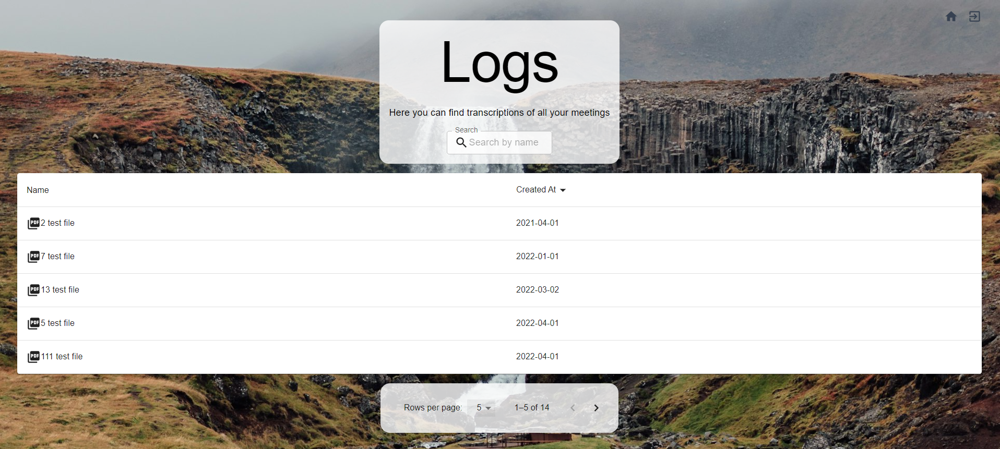 Logs
Here you can find transcriptions of all your meetings
Search
Search by name
Name Created At
PDF 2 test file 2021-04-01
PDF 7 test file 2022-01-01
PDF 13 test file 2022-03-02
PDF 5 test file 2022-04-01
PDF 111 test file 2022-04-01
Rows per page: 5 1–5 of 14